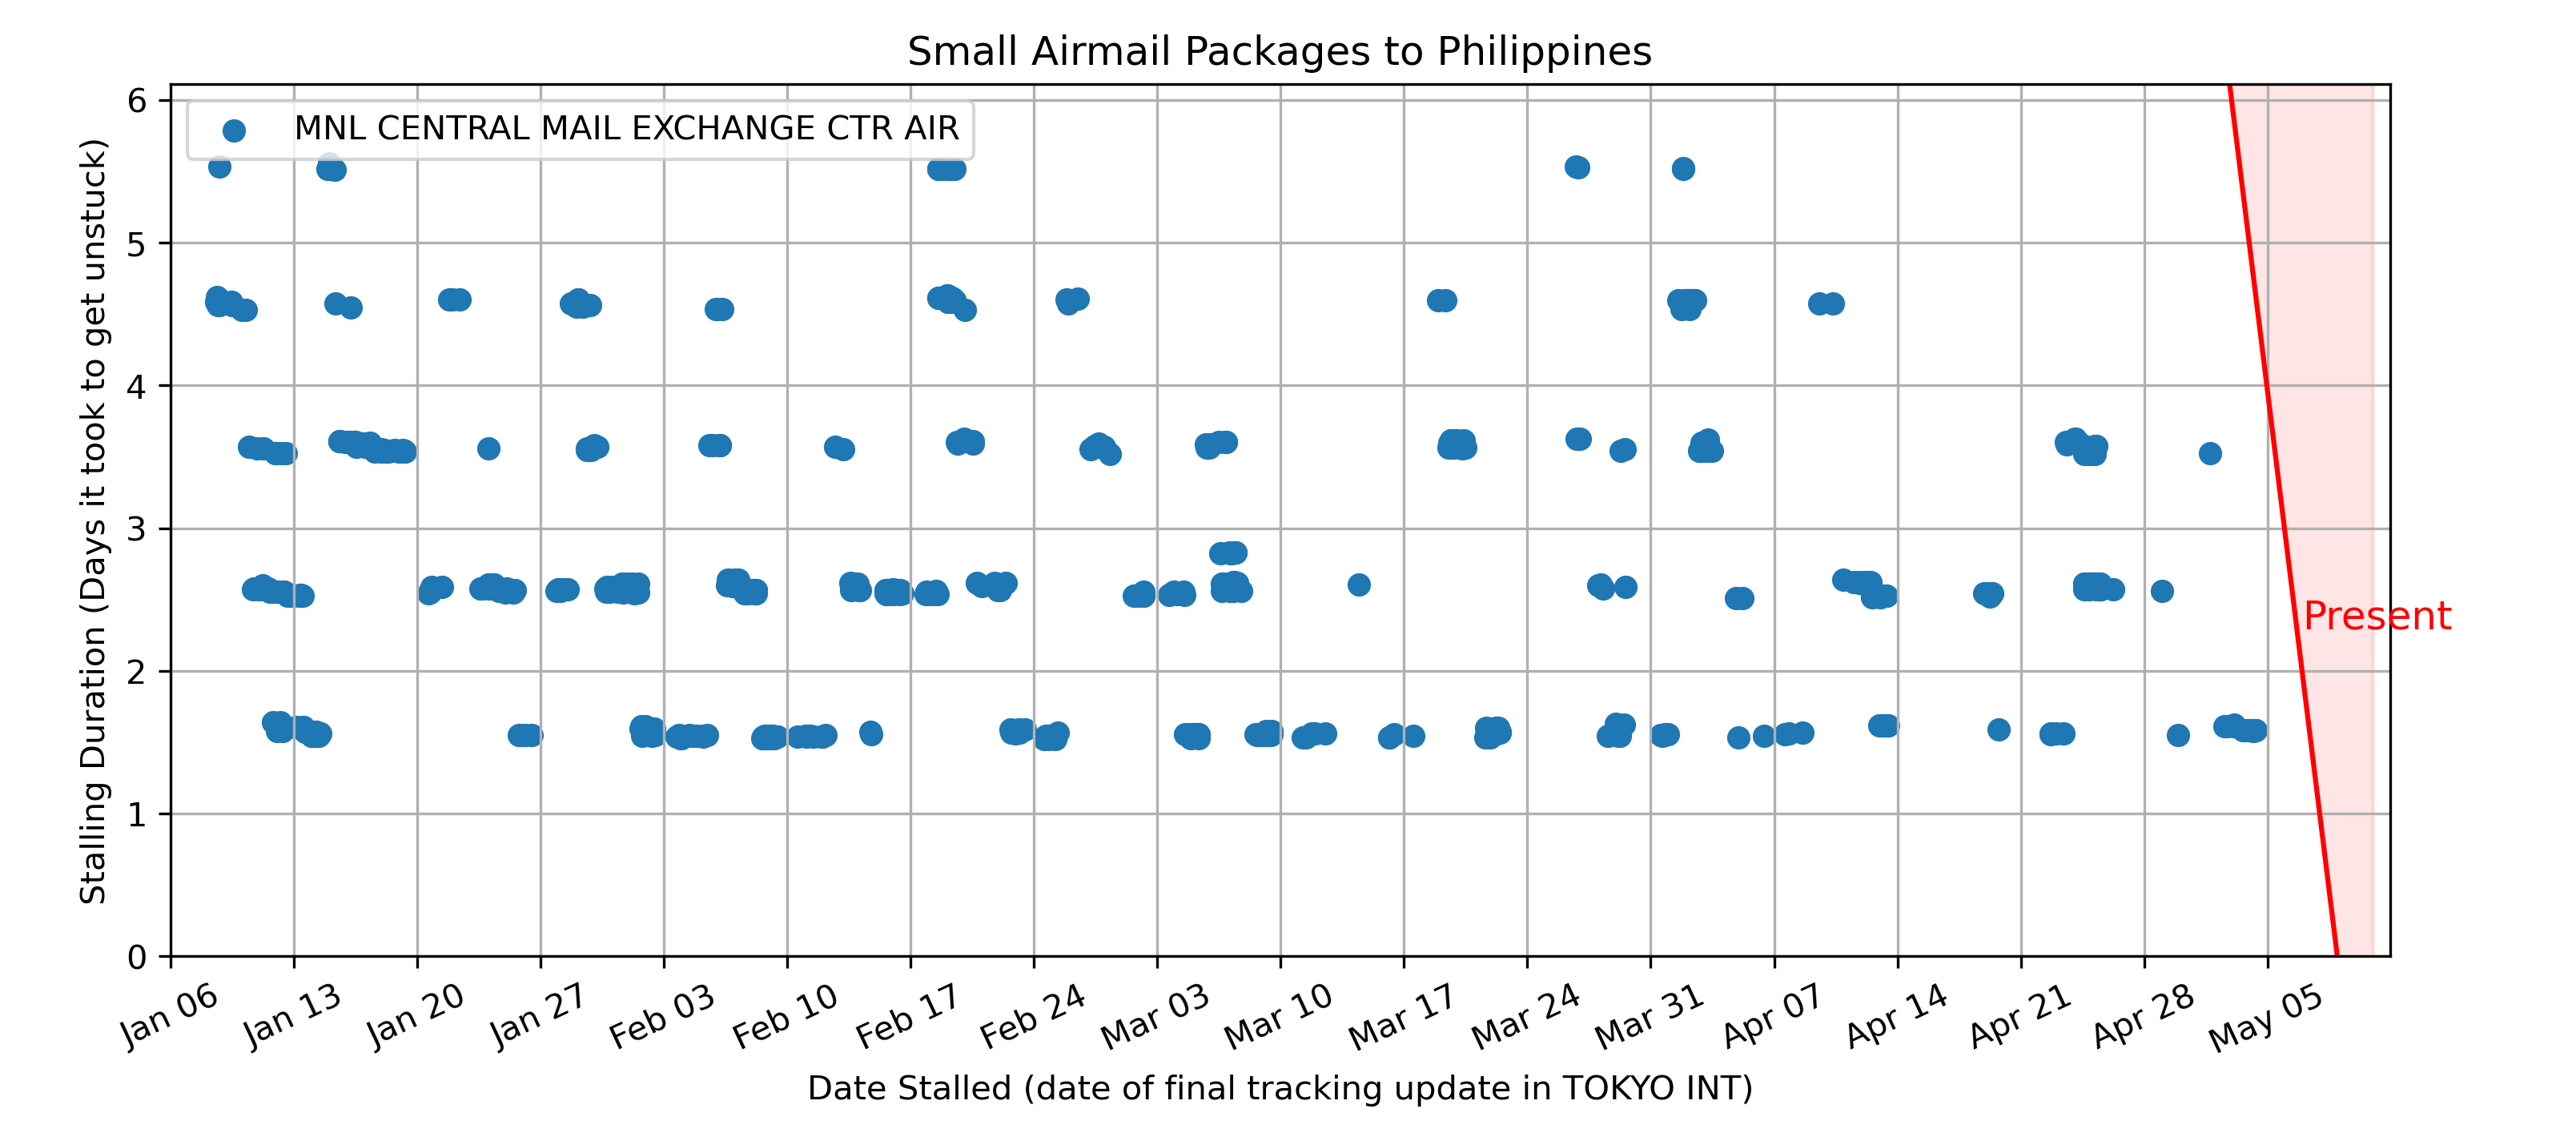 Small Airmail Packages to Philippines
MNL CENTRAL MAIL EXCHANGE CTR AIR
Stalling Duration (Days it took to get unstuck)
6
5
4
3
2
1
0
Present
Jan 06
Jan 13
Jan 20
Jan 27
Feb 03
Feb 10
Feb 17
Feb 24
Mar 03
Mar 10
Mar 17
Mar 24
Mar 31
Apr 07
Apr 14
Apr 21
Apr 28
May 05
Date Stalled (date of final tracking update in TOKYO INT)